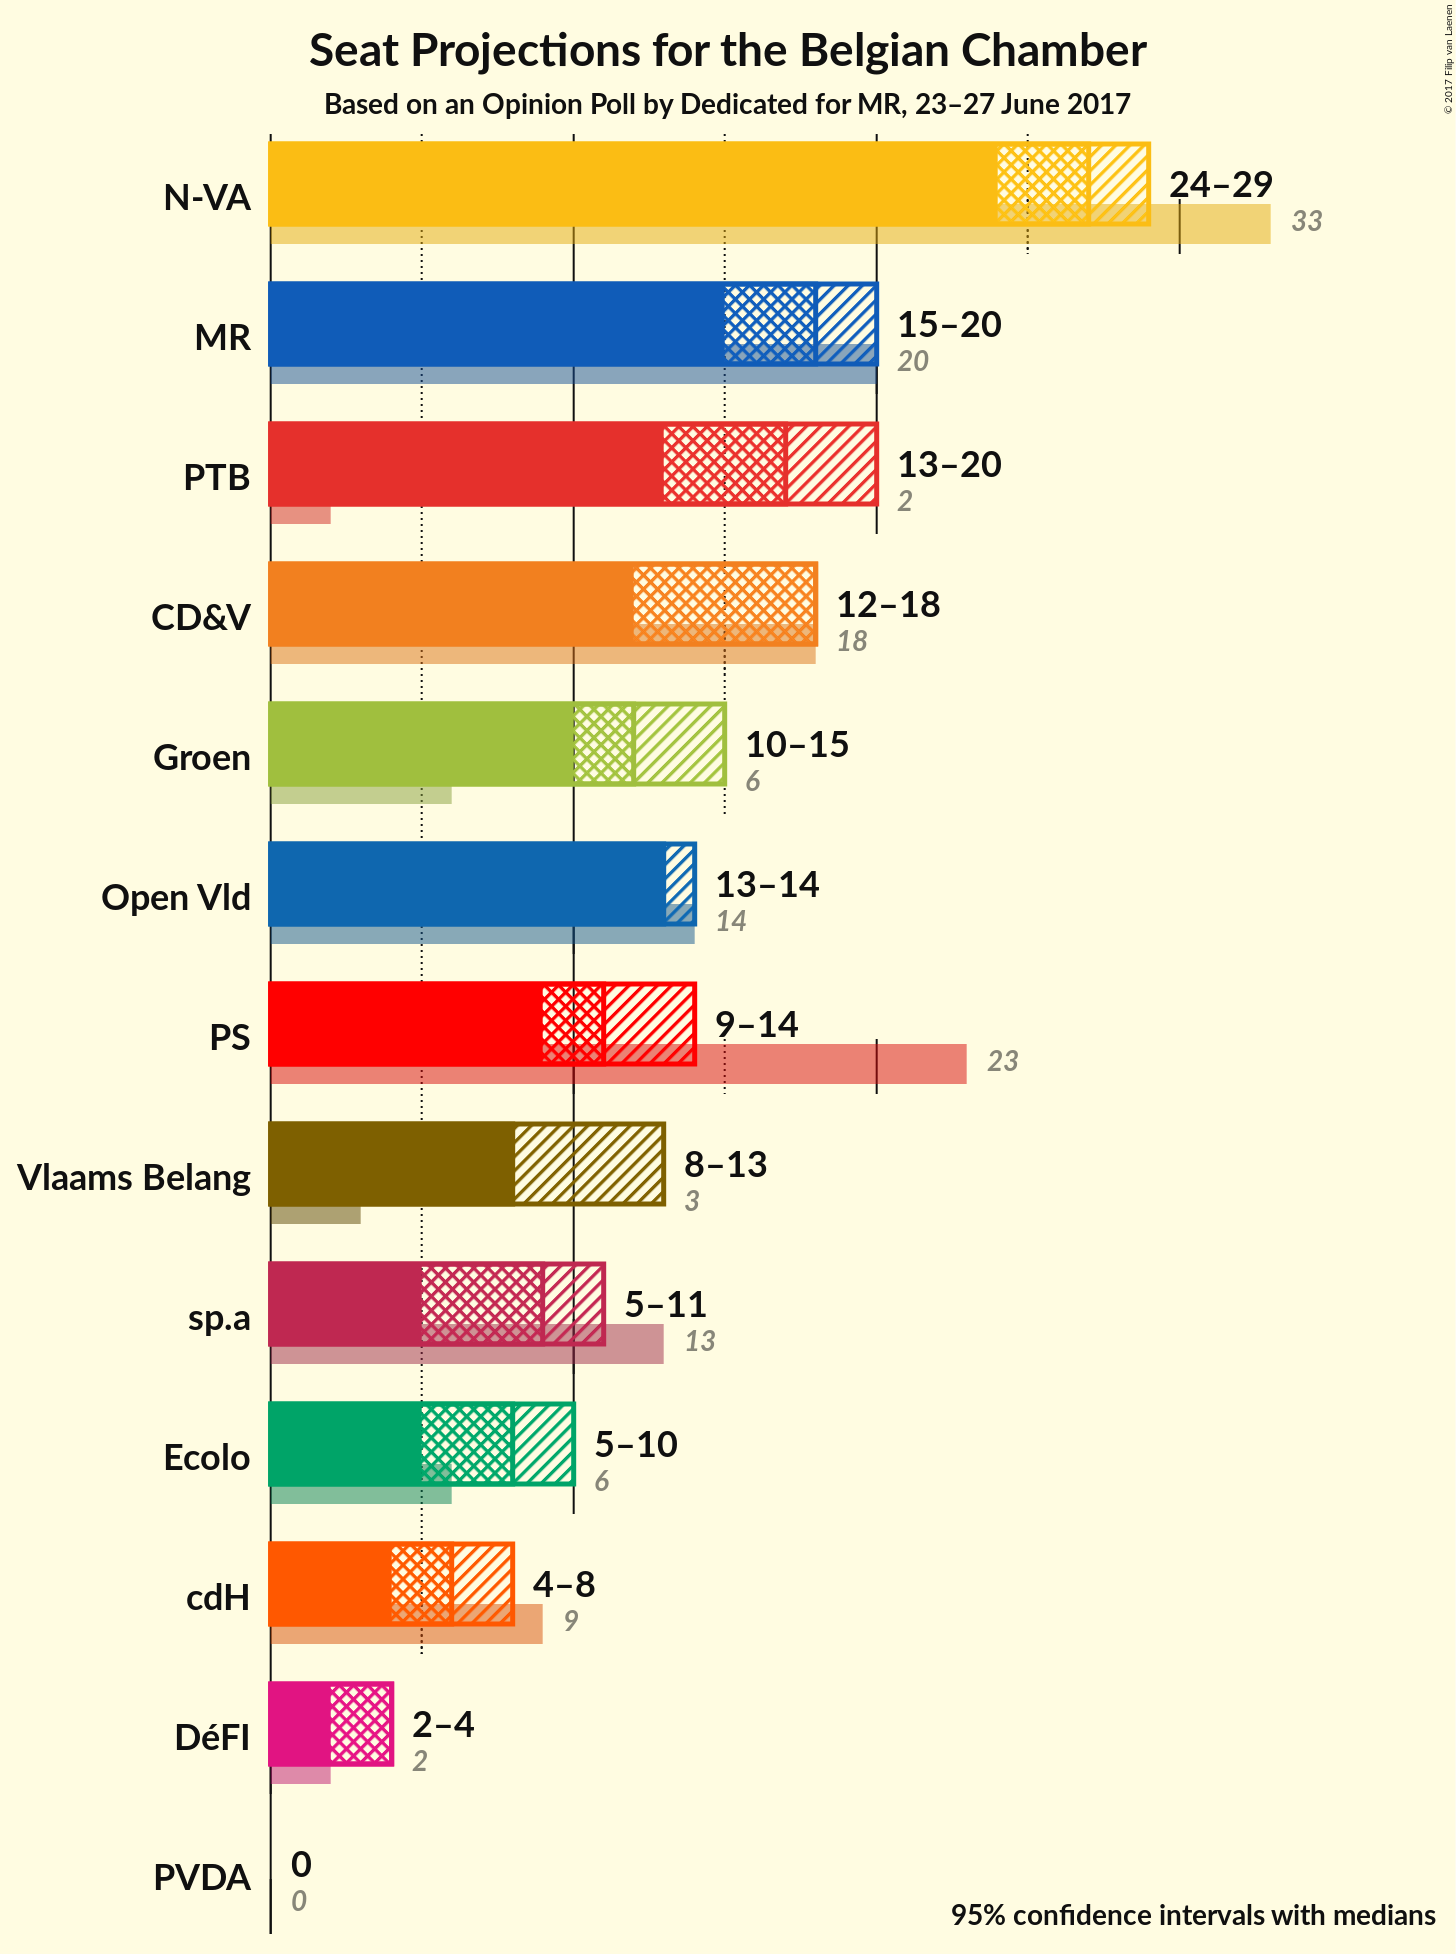 Seat Projections for the Belgian Chamber
Based on an Opinion Poll by Dedicated for MR, 23–27 June 2017
© 2017 Filip van Laenen
N-VA
24–29
33
MR
15–20
20
PTB
13–20
2
CD&V
12–18
18
Groen
10–15
6
Open Vld
13–14
14
PS
9–14
23
Vlaams Belang
8–13
3
sp.a
5–11
13
Ecolo
5–10
6
cdH
4–8
9
DéFI
2–4
2
PVDA
0
0
95% confidence intervals with medians